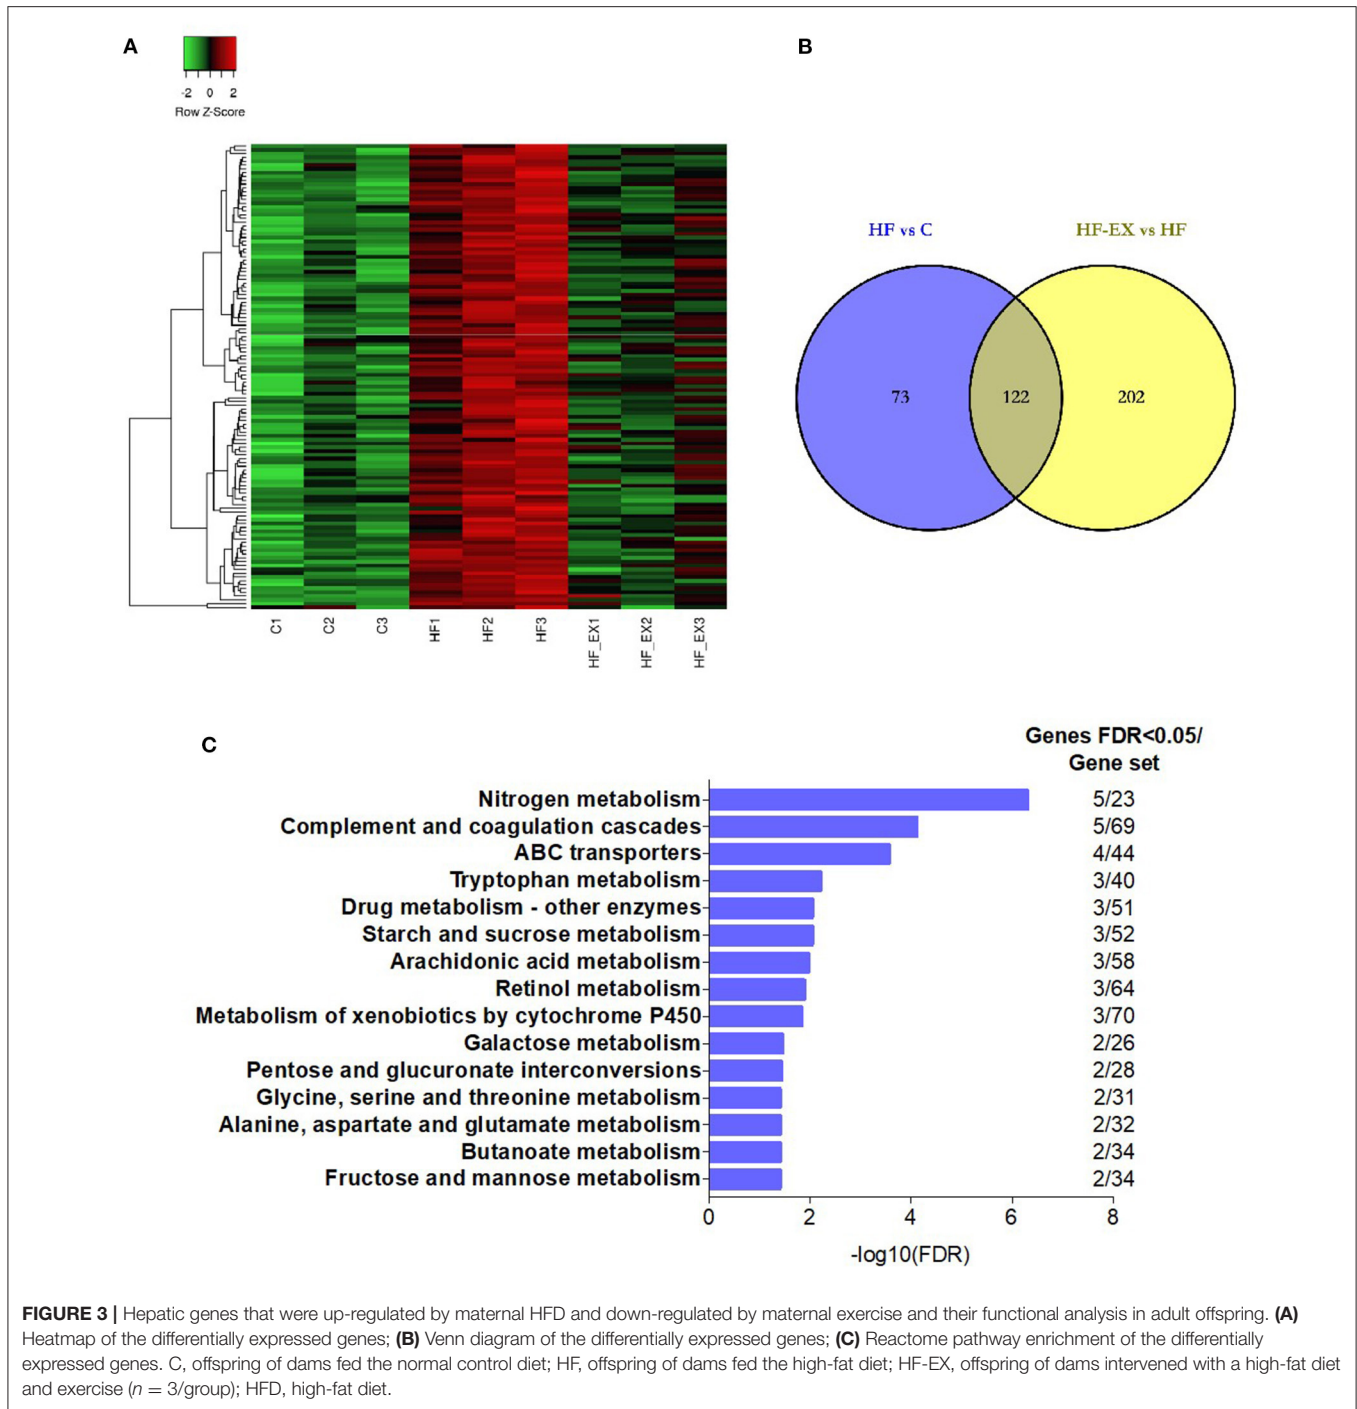 A
B
-2 0 2
Row Z-Score
HF vs C
HF-EX vs HF
73
122
202
C1
C2
C3
HF1
HF2
HF3
HF_EX1
HF_EX2
HF_EX3
C
Genes FDR<0.05/
Gene set
Nitrogen metabolism 5/23
Complement and coagulation cascades 5/69
ABC transporters 4/44
Tryptophan metabolism 3/40
Drug metabolism - other enzymes 3/51
Starch and sucrose metabolism 3/52
Arachidonic acid metabolism 3/58
Retinol metabolism 3/64
Metabolism of xenobiotics by cytochrome P450 3/70
Galactose metabolism 2/26
Pentose and glucuronate interconversions 2/28
Glycine, serine and threonine metabolism 2/31
Alanine, aspartate and glutamate metabolism 2/32
Butanoate metabolism 2/34
Fructose and mannose metabolism 2/34
0 2 4 6 8
-log10(FDR)
FIGURE 3 | Hepatic genes that were up-regulated by maternal HFD and down-regulated by maternal exercise and their functional analysis in adult offspring. (A)
Heatmap of the differentially expressed genes; (B) Venn diagram of the differentially expressed genes; (C) Reactome pathway enrichment of the differentially
expressed genes. C, offspring of dams fed the normal control diet; HF, offspring of dams fed the high-fat diet; HF-EX, offspring of dams intervened with a high-fat diet
and exercise (n = 3/group); HFD, high-fat diet.